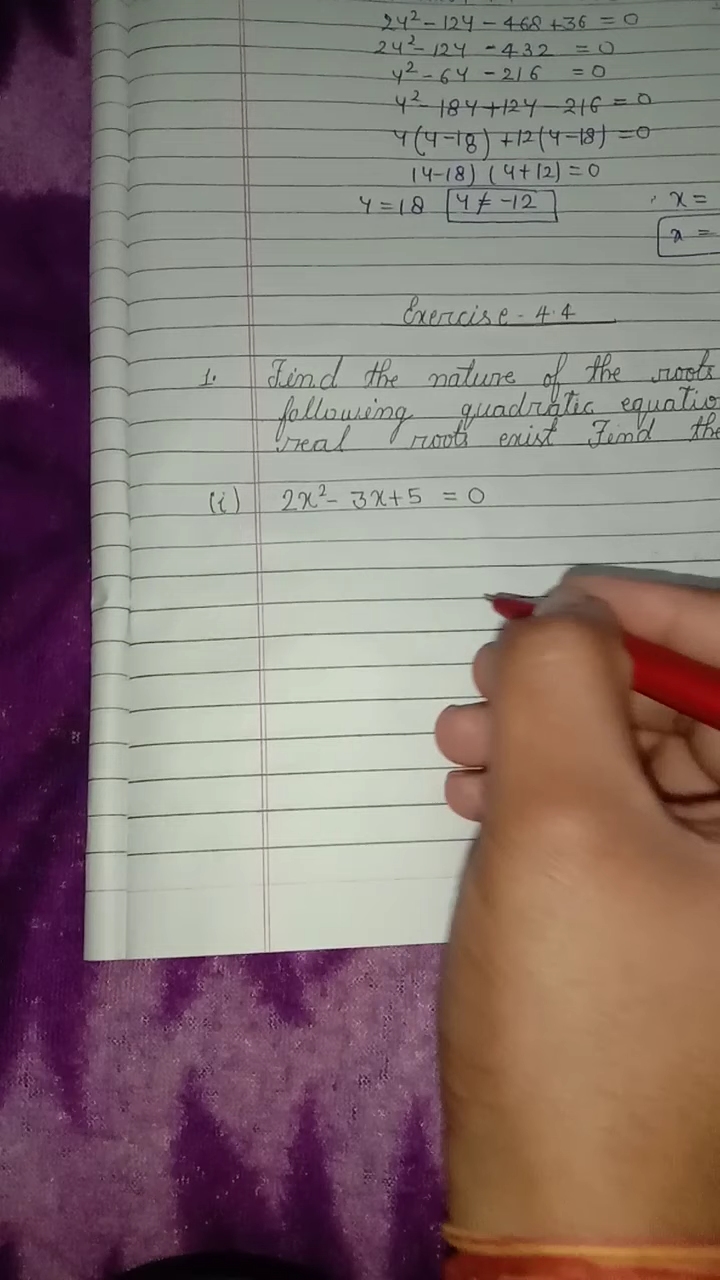 2y² - 12y - 468 + 36 = 0
2y² - 12y - 432 = 0
y² - 6y - 216 = 0
y² - 18y + 12y - 216 = 0
y(y-18) + 12(y-18) = 0
(y-18) (y+12) = 0
y = 18 y ≠ -12
x =
x =
Exercise - 4.4
1. Find the nature of the roots
following quadratic equatio
real roots exist Find the
(i) 2x² - 3x + 5 = 0